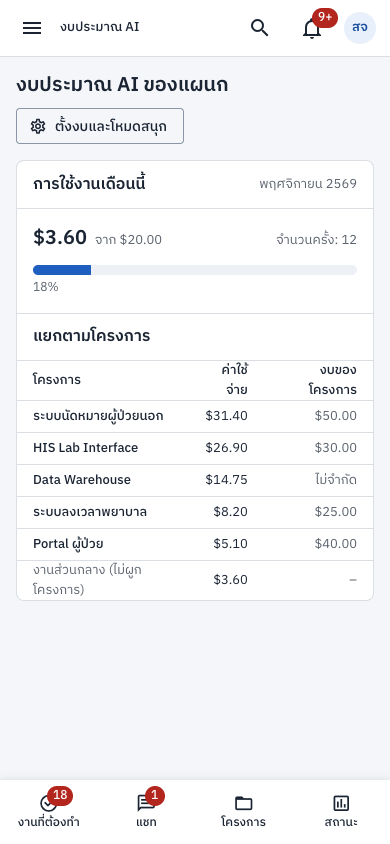 งบประมาณ AI
9+
สจ
งบประมาณ AI ของแผนก
ตั้งงบและโหมดสนุก
การใช้งานเดือนนี้
พฤศจิกายน 2569
$3.60 จาก $20.00
จำนวนครั้ง: 12
18%
แยกตามโครงการ
โครงการ
ค่าใช้
จ่าย
งบของ
โครงการ
ระบบนัดหมายผู้ป่วยนอก $31.40 $50.00
HIS Lab Interface $26.90 $30.00
Data Warehouse $14.75 ไม่จำกัด
ระบบลงเวลาพยาบาล $8.20 $25.00
Portal ผู้ป่วย $5.10 $40.00
งานส่วนกลาง (ไม่ผูก
โครงการ) $3.60 –
18
1
งานที่ต้องทำ แชท โครงการ สถานะ